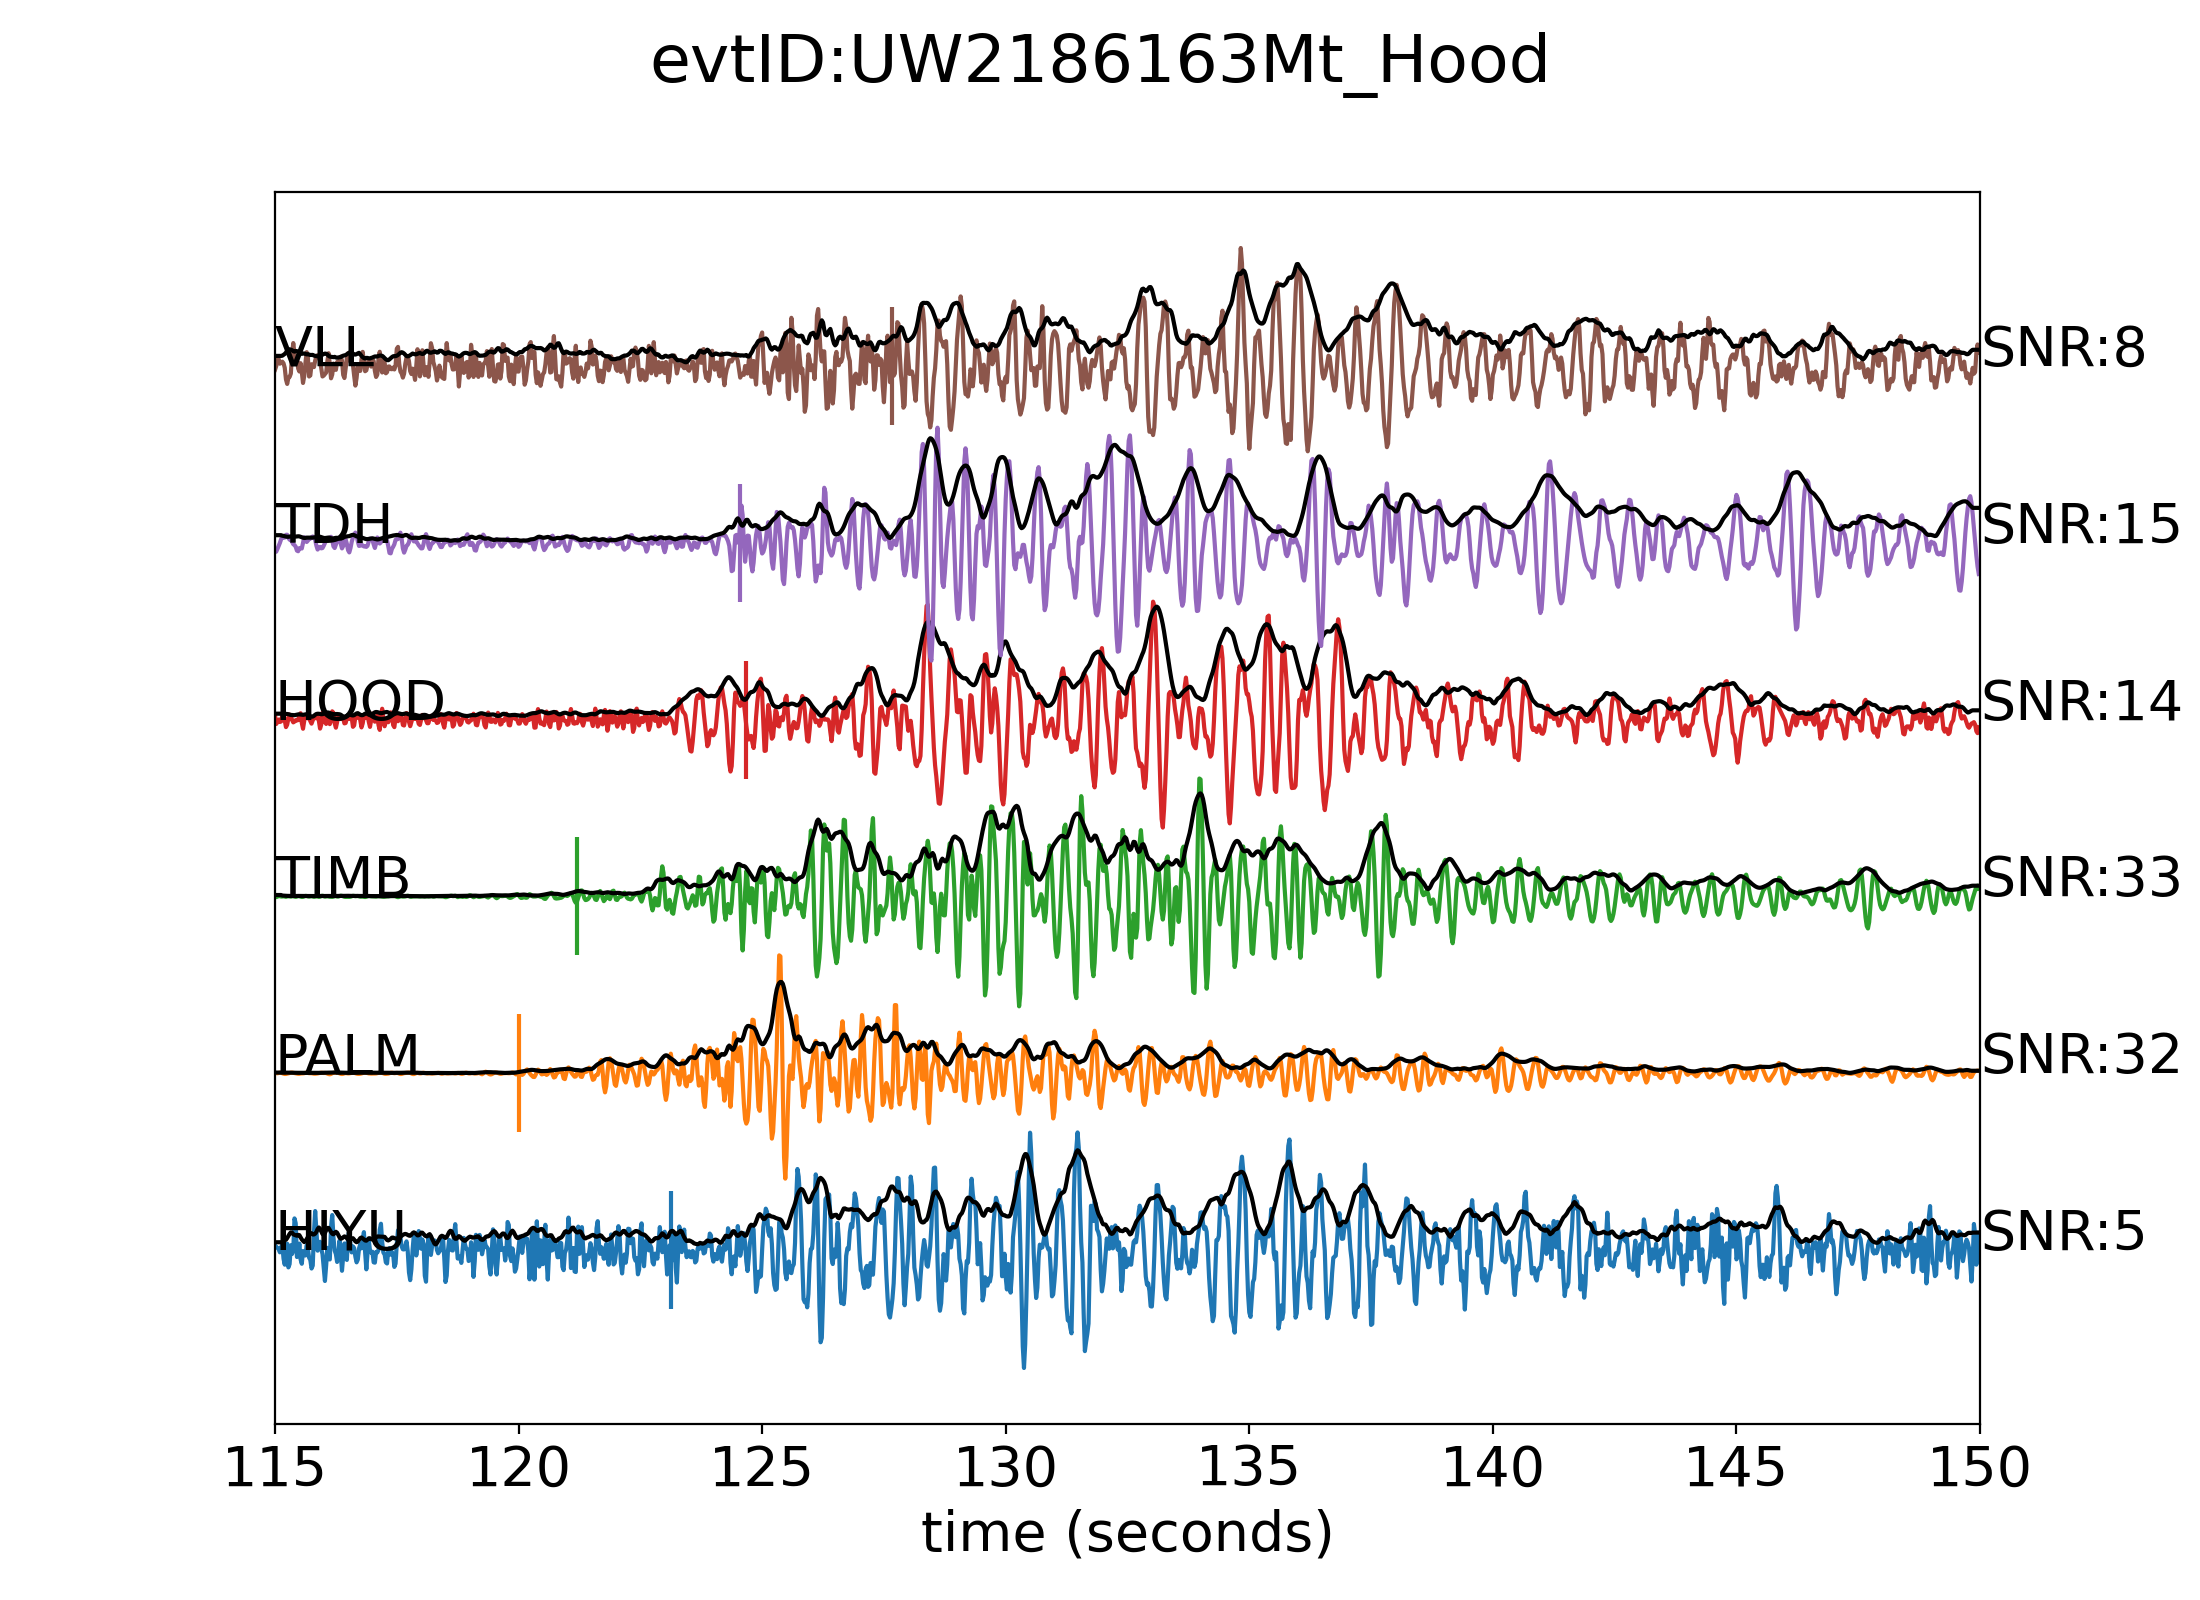 evtID:UW2186163Mt_Hood
VLL SNR:8
TDH SNR:15
HOOD SNR:14
TIMB SNR:33
PALM SNR:32
HIYU SNR:5
115 120 125 130 135 140 145 150
time (seconds)